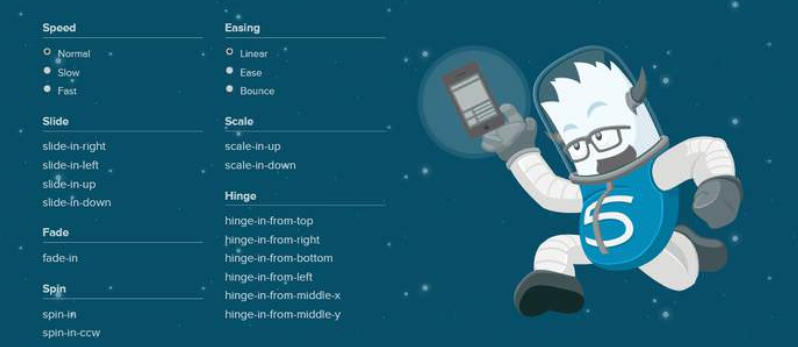 Speed
Normal
Slow
Fast
Slide
slide-in-right
slide-in-left
slide-in-up
slide-in-down
Fade
fade-in
Spin
spin-in
spin-in-ccw
Easing
Linear
Ease
Bounce
Scale
scale-in-up
scale-in-down
Hinge
hinge-in-from-top
hinge-in-from-right
hinge-in-from-bottom
hinge-in-from-left
hinge-in-from-middle-x
hinge-in-from-middle-y
5